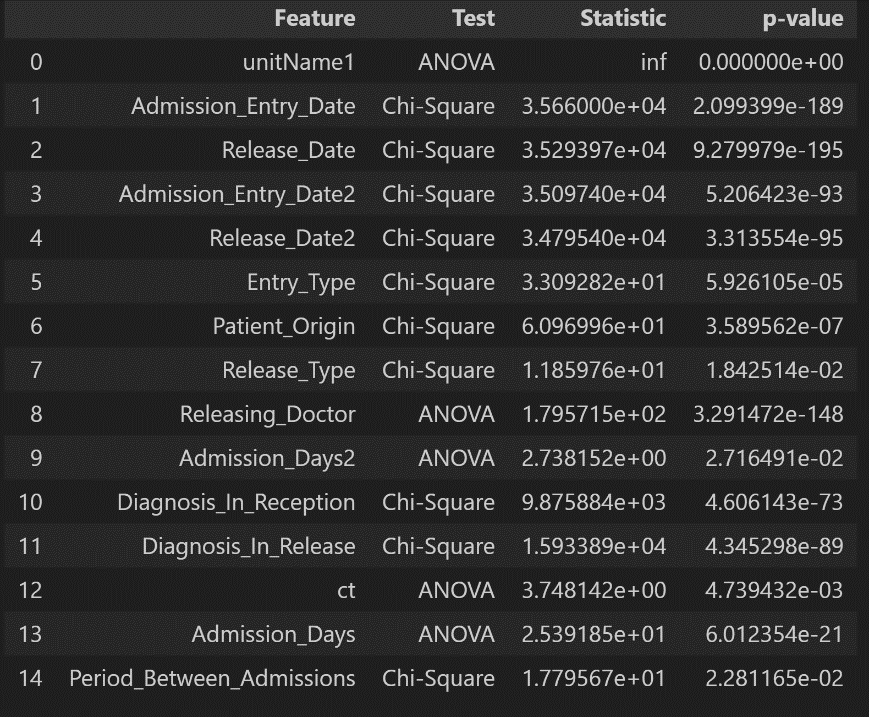 Feature Test Statistic p-value
0 unitName1 ANOVA inf 0.000000e+00
1 Admission_Entry_Date Chi-Square 3.566000e+04 2.099399e-189
2 Release_Date Chi-Square 3.529397e+04 9.279979e-195
3 Admission_Entry_Date2 Chi-Square 3.509740e+04 5.206423e-93
4 Release_Date2 Chi-Square 3.479540e+04 3.313554e-95
5 Entry_Type Chi-Square 3.309282e+01 5.926105e-05
6 Patient_Origin Chi-Square 6.096996e+01 3.589562e-07
7 Release_Type Chi-Square 1.185976e+01 1.842514e-02
8 Releasing_Doctor ANOVA 1.795715e+02 3.291472e-148
9 Admission_Days2 ANOVA 2.738152e+00 2.716491e-02
10 Diagnosis_In_Reception Chi-Square 9.875884e+03 4.606143e-73
11 Diagnosis_In_Release Chi-Square 1.593389e+04 4.345298e-89
12 ct ANOVA 3.748142e+00 4.739432e-03
13 Admission_Days ANOVA 2.539185e+01 6.012354e-21
14 Period_Between_Admissions Chi-Square 1.779567e+01 2.281165e-02